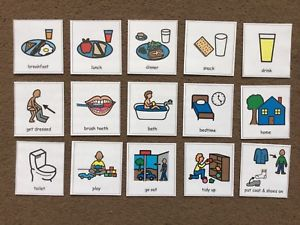 breakfast
lunch
dinner
snack
drink
get dressed
brush teeth
bath
bedtime
home
toilet
play
go out
tidy up
put coat & shoes on